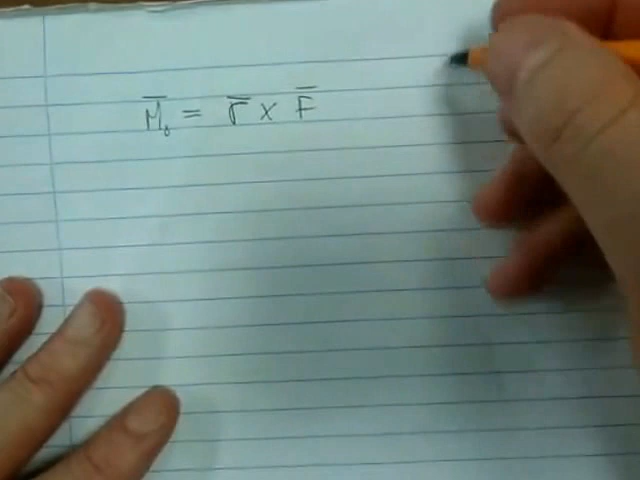 M̅₀ = r̅ x F̅